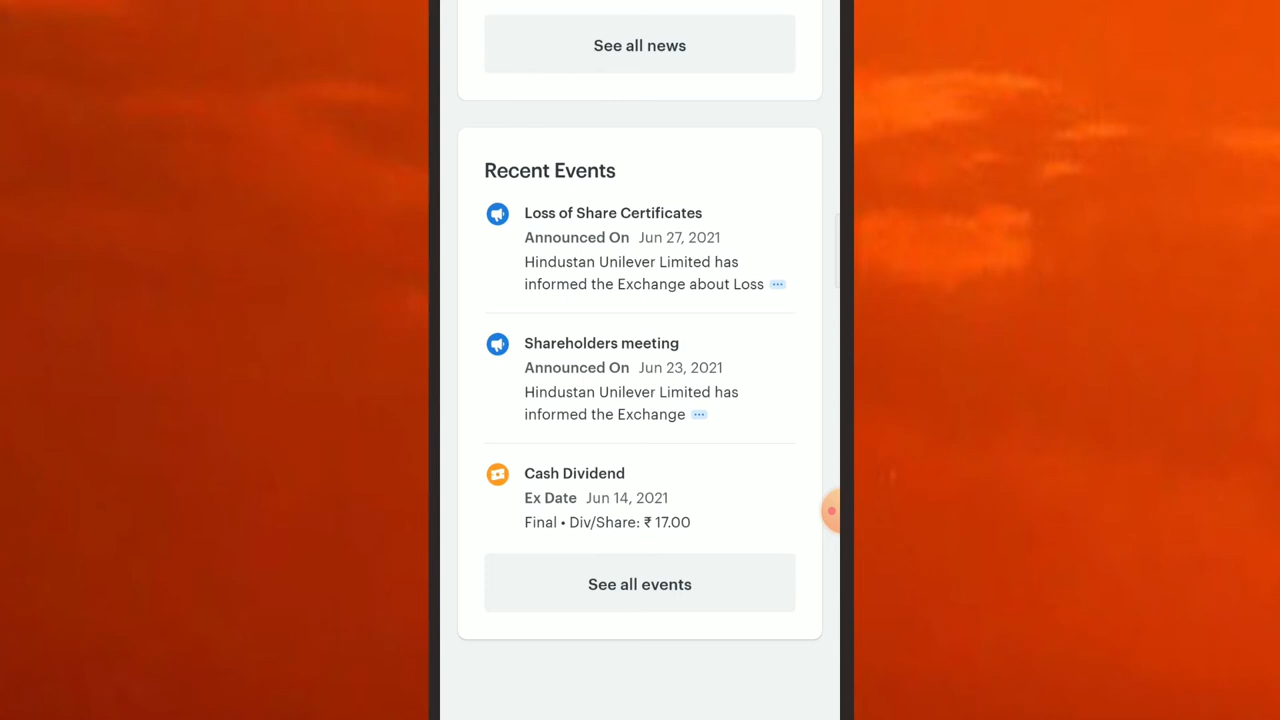 See all news
Recent Events
Loss of Share Certificates
Announced On Jun 27, 2021
Hindustan Unilever Limited has
informed the Exchange about Loss ...
Shareholders meeting
Announced On Jun 23, 2021
Hindustan Unilever Limited has
informed the Exchange ...
Cash Dividend
Ex Date Jun 14, 2021
Final • Div/Share: ₹ 17.00
See all events